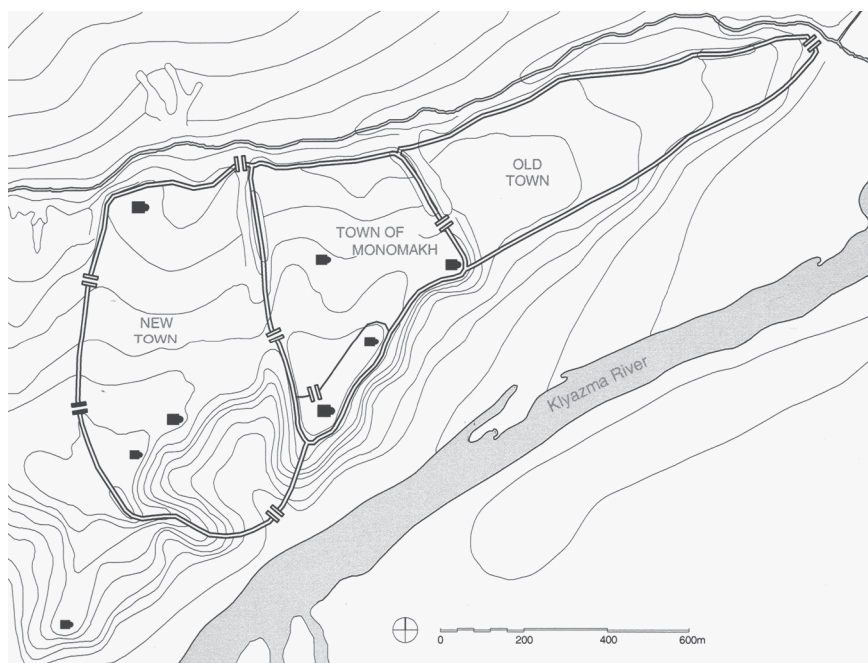 OLD
TOWN
TOWN OF
MONOMAKH
NEW
TOWN
Klyazma River
0 200 400 600m